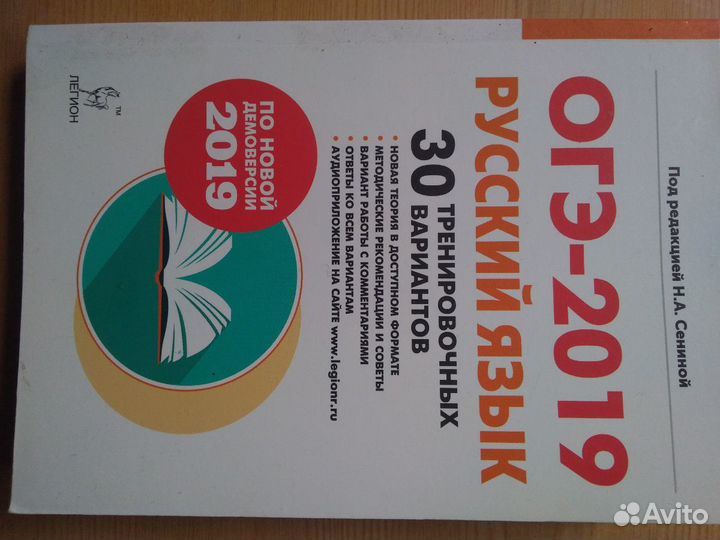 Под редакцией Н.А. Сениной
ОГЭ-2019
РУССКИЙ ЯЗЫК
30 ТРЕНИРОВОЧНЫХ
ВАРИАНТОВ
• НОВАЯ ТЕОРИЯ В ДОСТУПНОМ ФОРМАТЕ
• МЕТОДИЧЕСКИЕ РЕКОМЕНДАЦИИ И СОВЕТЫ
• ВАРИАНТ РАБОТЫ С КОММЕНТАРИЯМИ
• ОТВЕТЫ КО ВСЕМ ВАРИАНТАМ
• АУДИОПРИЛОЖЕНИЕ НА САЙТЕ www.legionr.ru
ПО НОВОЙ
ДЕМОВЕРСИИ
2019
ЛЕГИОН
TM
Avito